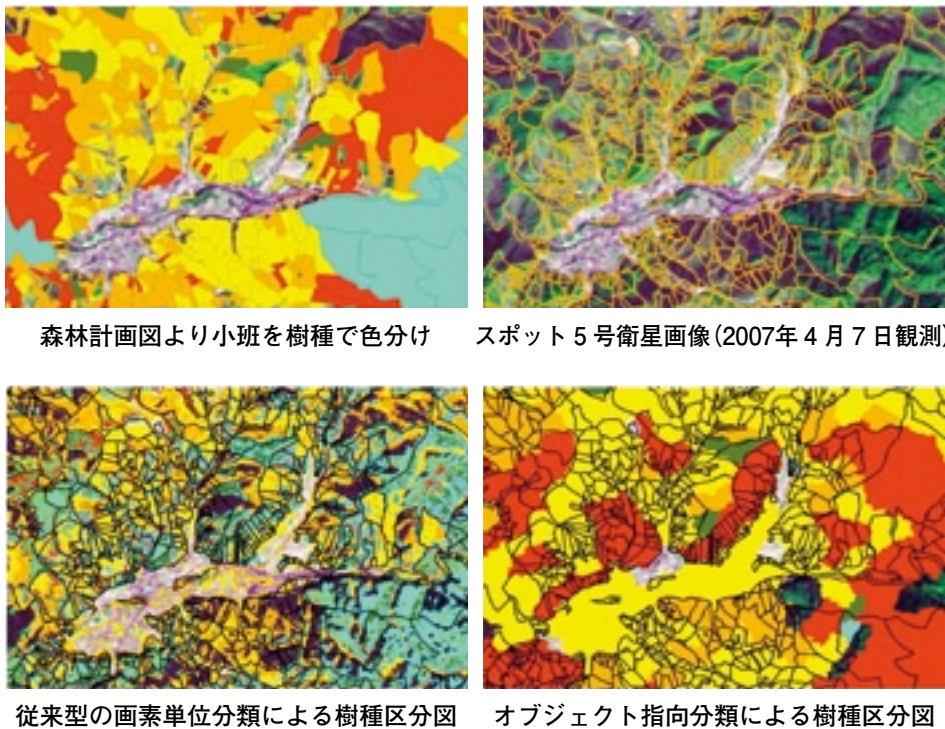 森林計画図より小班を樹種で色分け
スポット5号衛星画像(2007年4月7日観測)
従来型の画素単位分類による樹種区分図
オブジェクト指向分類による樹種区分図